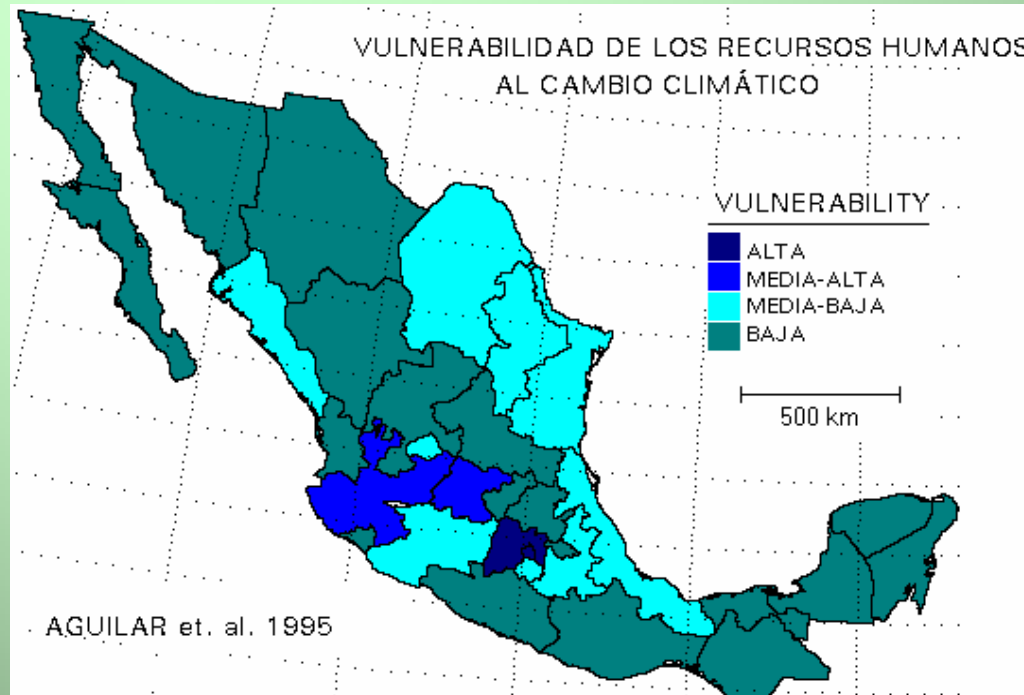 VULNERABILIDAD DE LOS RECURSOS HUMANOS
AL CAMBIO CLIMÁTICO
VULNERABILITY
ALTA
MEDIA-ALTA
MEDIA-BAJA
BAJA
500 km
AGUILAR et. al. 1995